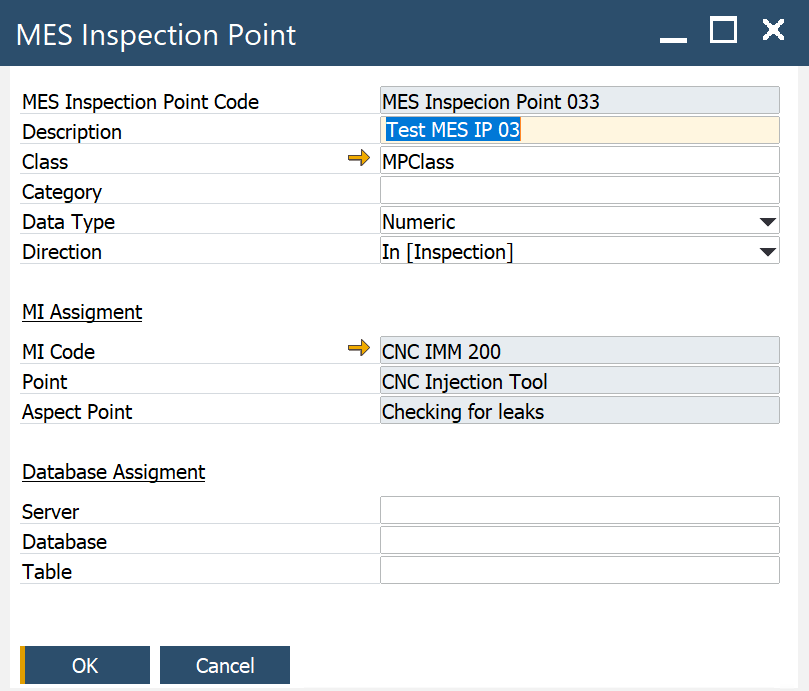 MES Inspection Point
MES Inspection Point Code MES Inspecion Point 033
Description Test MES IP 03
Class MPClass
Category
Data Type Numeric
Direction In [Inspection]
MI Assigment
MI Code CNC IMM 200
Point CNC Injection Tool
Aspect Point Checking for leaks
Database Assigment
Server
Database
Table
OK Cancel